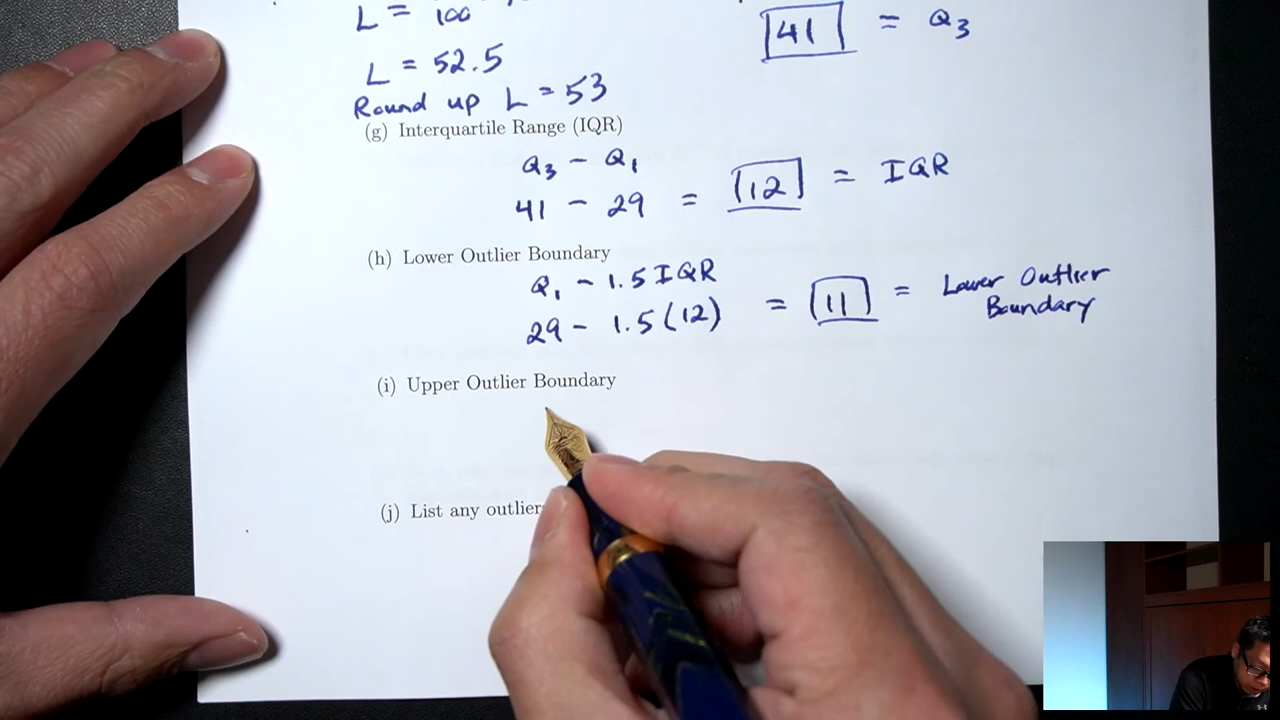 L = 100
L = 52.5
Round up L = 53
41 = Q3
(g) Interquartile Range (IQR)
Q3 - Q1
41 - 29 = 12 = IQR
(h) Lower Outlier Boundary
Q1 - 1.5 IQR
29 - 1.5 (12) = 11 = Lower Outlier
Boundary
(i) Upper Outlier Boundary
(j) List any outlier